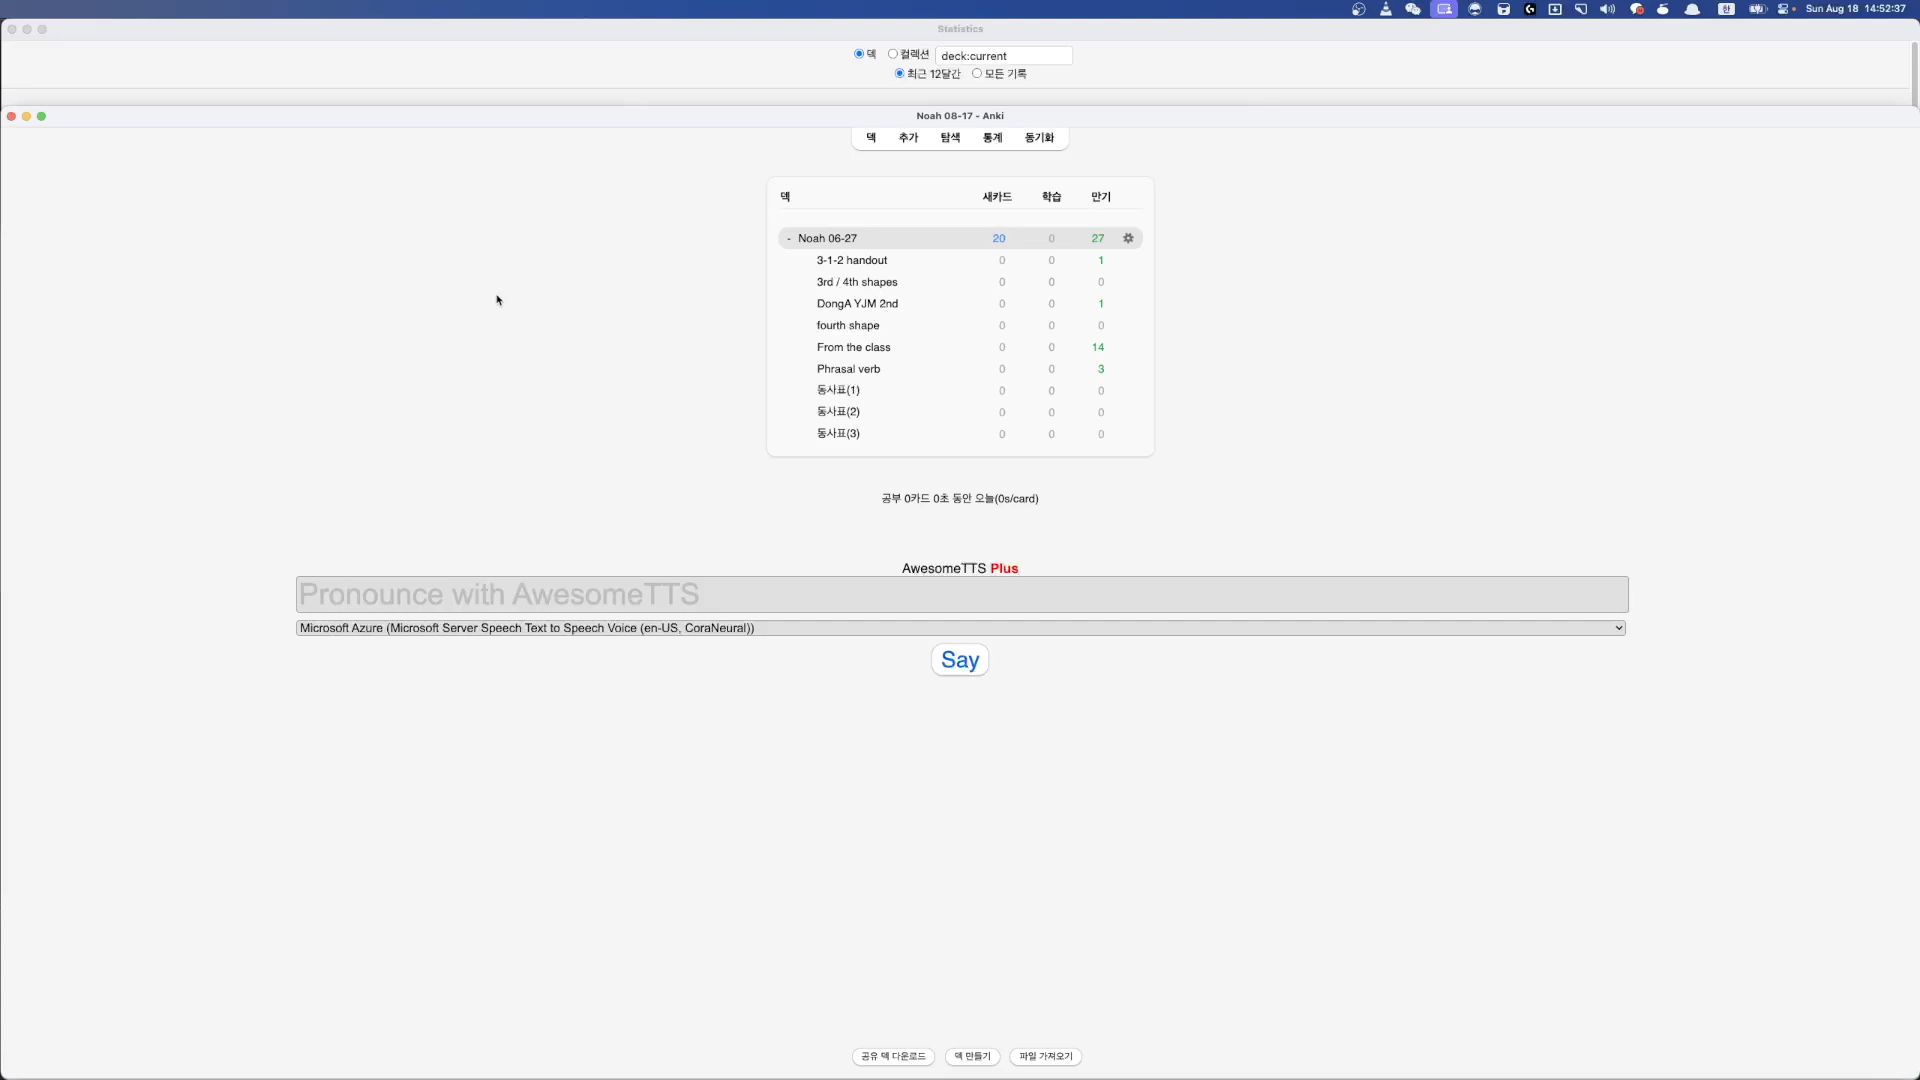 한 Sun Aug 18 14:52:37
Statistics
덱 컬렉션 deck:current
최근 12달간 모든 기록
Noah 08-17 - Anki
덱 추가 탐색 통계 동기화
덱 새카드 학습 만기
- Noah 06-27 20 0 27
3-1-2 handout 0 0 1
3rd / 4th shapes 0 0 0
DongA YJM 2nd 0 0 1
fourth shape 0 0 0
From the class 0 0 14
Phrasal verb 0 0 3
동사표(1) 0 0 0
동사표(2) 0 0 0
동사표(3) 0 0 0
공부 0카드 0초 동안 오늘(0s/card)
AwesomeTTS Plus
Pronounce with AwesomeTTS
Microsoft Azure (Microsoft Server Speech Text to Speech Voice (en-US, CoraNeural))
Say
공유 덱 다운로드 덱 만들기 파일 가져오기